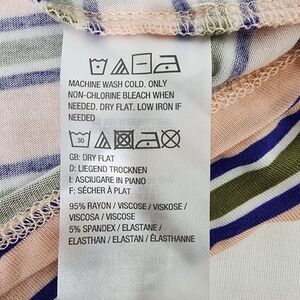 MACHINE WASH COLD. ONLY
NON-CHLORINE BLEACH WHEN
NEEDED. DRY FLAT, LOW IRON IF
NEEDED
30
GB: DRY FLAT
D: LIEGEND TROCKNEN
I: ASCIUGARE IN PIANO
F: SÉCHER À PLAT
95% RAYON / VISCOSE / VISKOSE /
VISCOSA / VISCOSE
5% SPANDEX / ELASTANE /
ELASTHAN / ELASTAN / ÉLASTHANNE